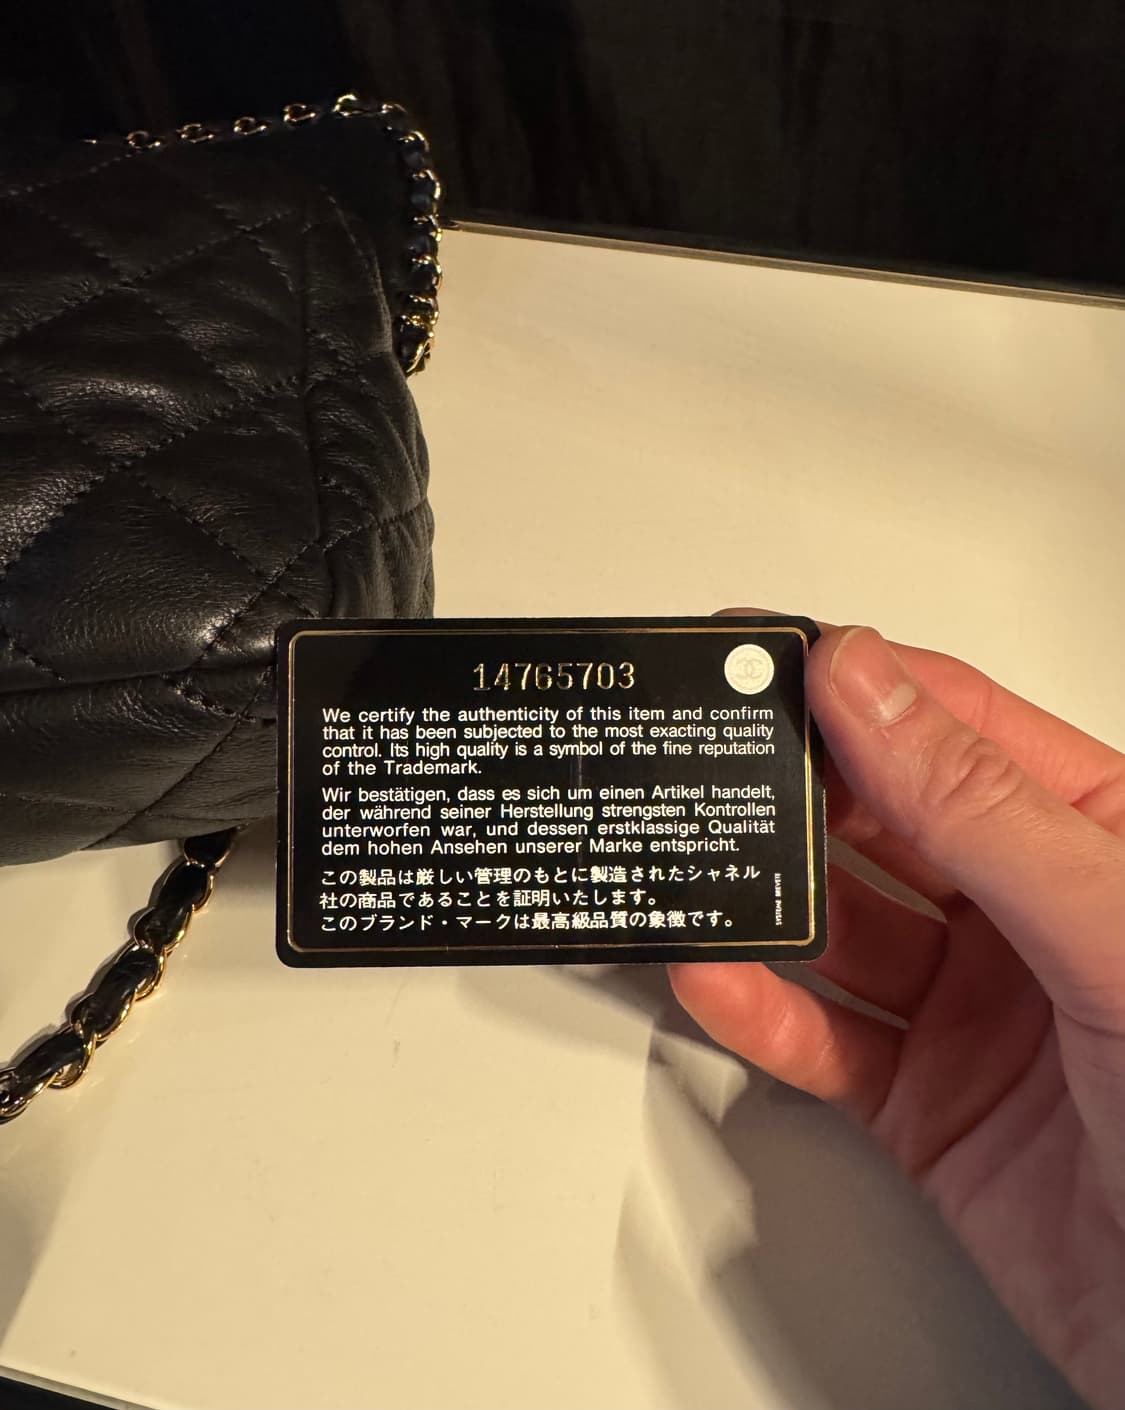 14765703
We certify the authenticity of this item and confirm
that it has been subjected to the most exacting quality
control. Its high quality is a symbol of the fine reputation
of the Trademark.
Wir bestätigen, dass es sich um einen Artikel handelt,
der während seiner Herstellung strengsten Kontrollen
unterworfen war, und dessen erstklassige Qualität
dem hohen Ansehen unserer Marke entspricht.
この製品は厳しい管理のもとに製造されたシャネル
社の商品であることを証明いたします。
このブランド・マークは最高級品質の象徴です。
SYSTEME BREVETE